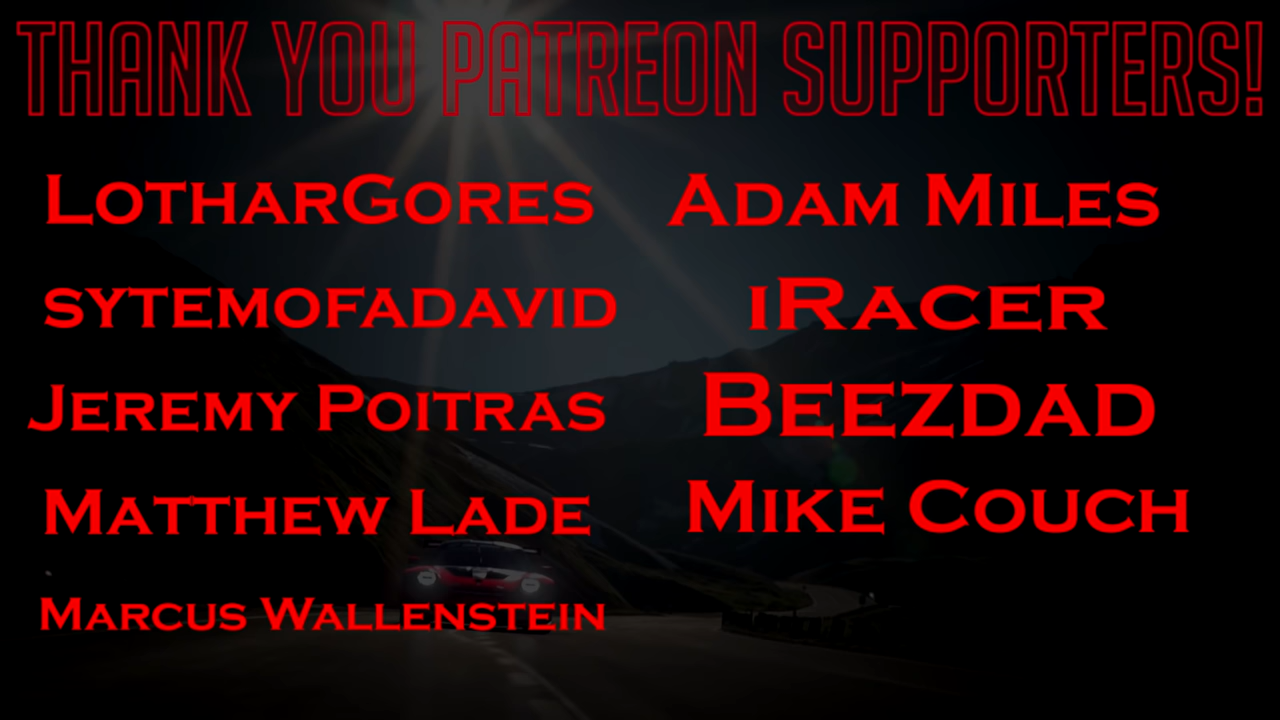 THANK YOU PATREON SUPPORTERS!
LotharGores
sytemofadavid
Jeremy Poitras
Matthew Lade
Marcus Wallenstein
Adam Miles
iRacer
Beezdad
Mike Couch